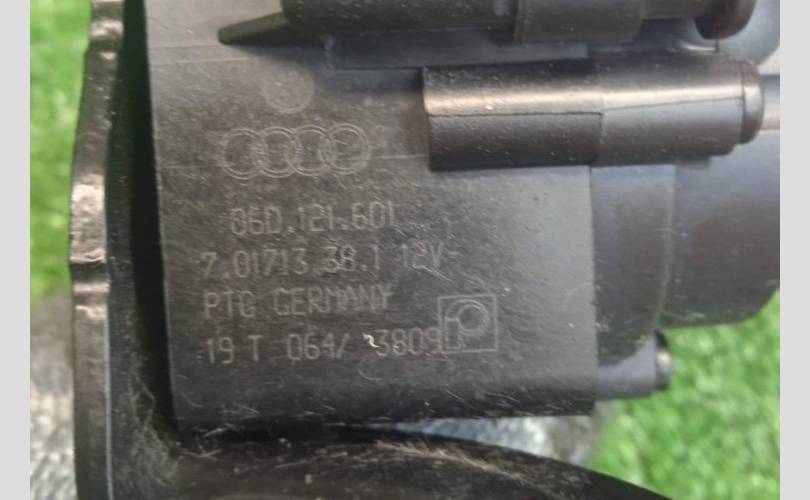 06D.121.601
7.01713.38.1 12V-
PTG GERMANY
19 T 064/ 3809